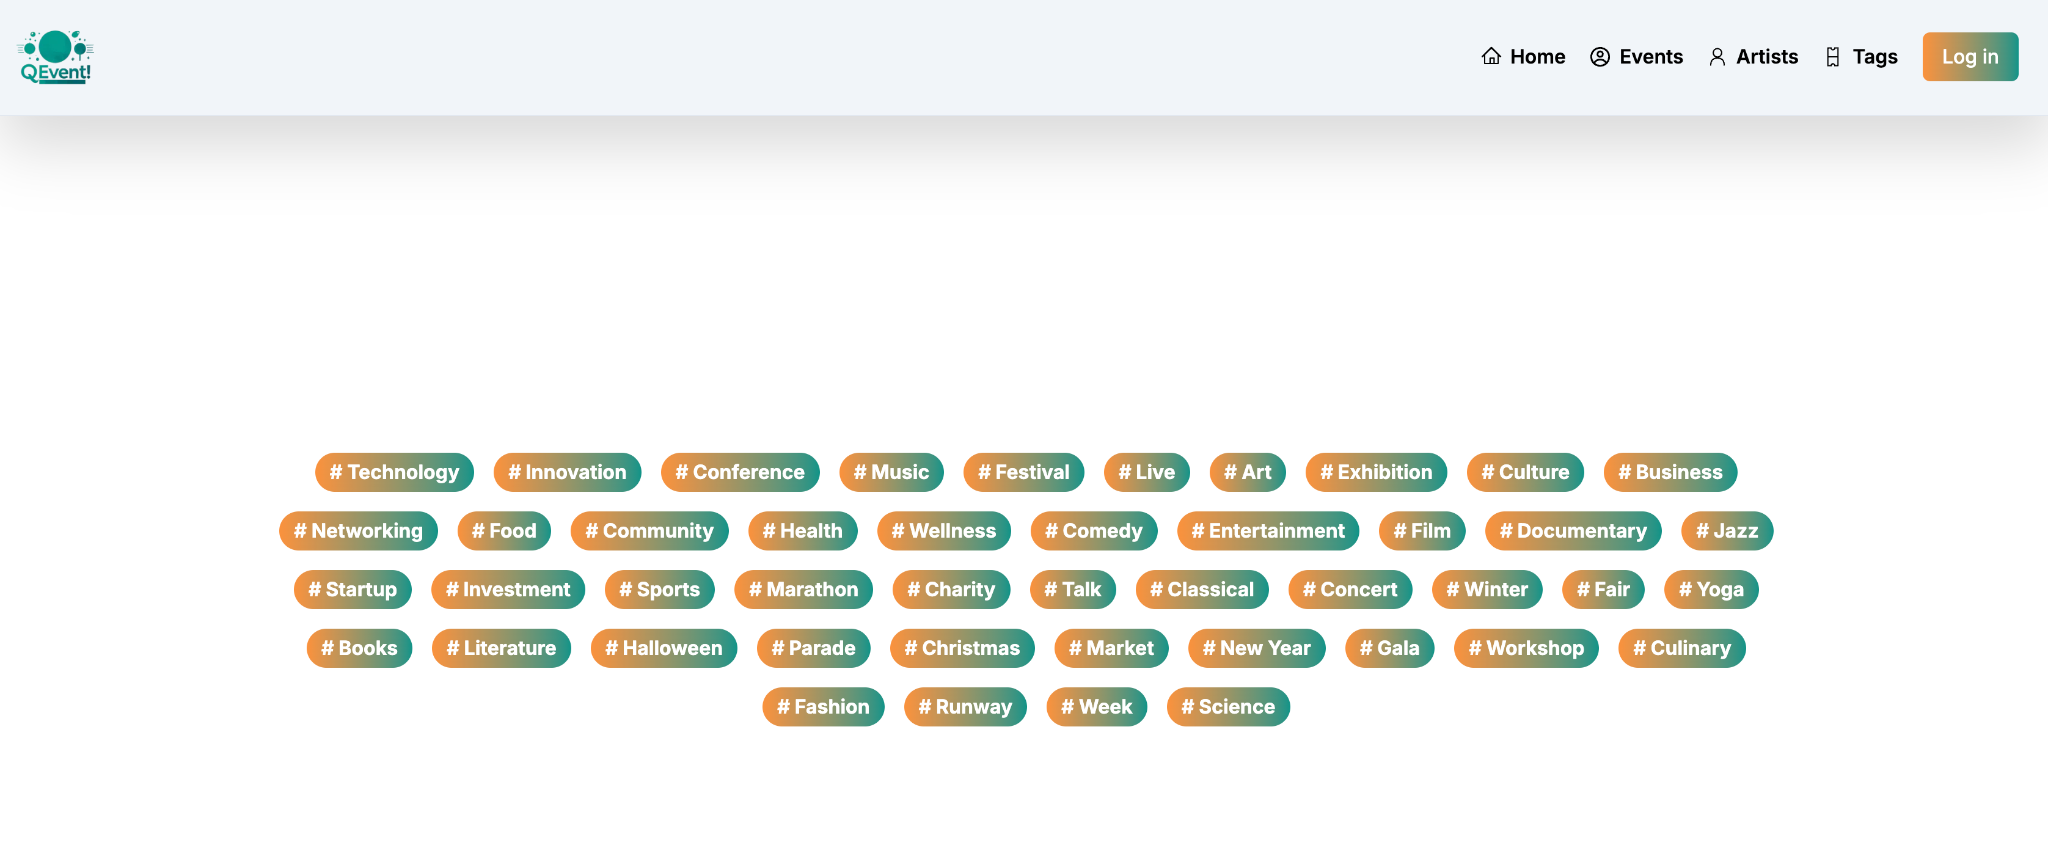 QEvent!
Home Events Artists Tags Log in
# Technology # Innovation # Conference # Music # Festival # Live # Art # Exhibition # Culture # Business
# Networking # Food # Community # Health # Wellness # Comedy # Entertainment # Film # Documentary # Jazz
# Startup # Investment # Sports # Marathon # Charity # Talk # Classical # Concert # Winter # Fair # Yoga
# Books # Literature # Halloween # Parade # Christmas # Market # New Year # Gala # Workshop # Culinary
# Fashion # Runway # Week # Science